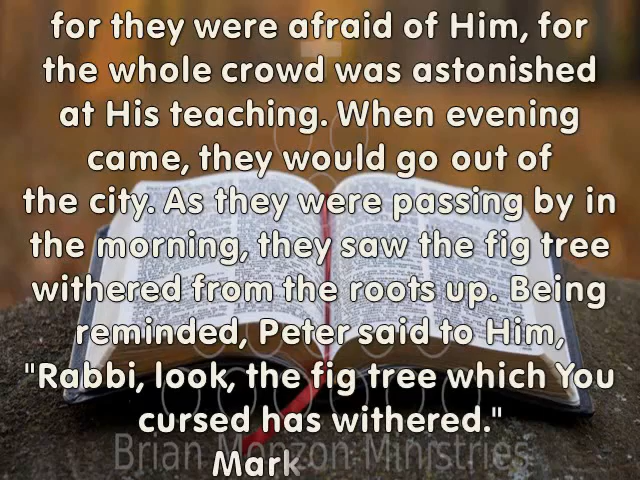 for they were afraid of Him, for
the whole crowd was astonished
at His teaching. When evening
came, they would go out of
the city. As they were passing by in
the morning, they saw the fig tree
withered from the roots up. Being
reminded, Peter said to Him,
"Rabbi, look, the fig tree which You
cursed has withered."
Brian Monzon Ministries
Mark